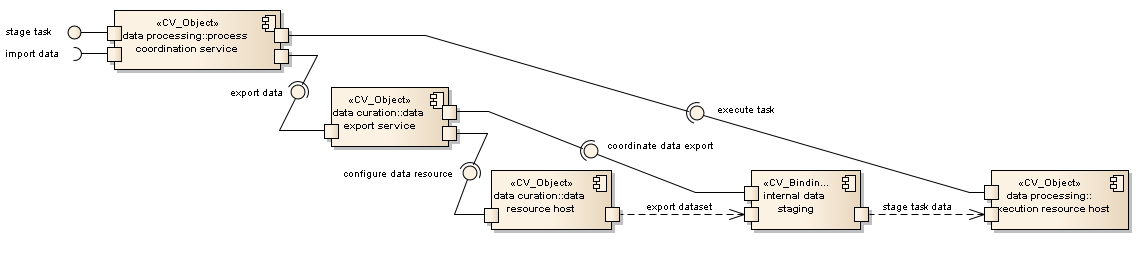 «CV_Object»
stage task
data processing::process
coordination service
import data
export data
«CV_Object»
data curation::data
export service
execute task
coordinate data export
configure data resource
«CV_Object»
data curation::data
resource host
export dataset
«CV_Bindin...
internal data
staging
stage task data
«CV_Object»
data processing::
xecution resource host